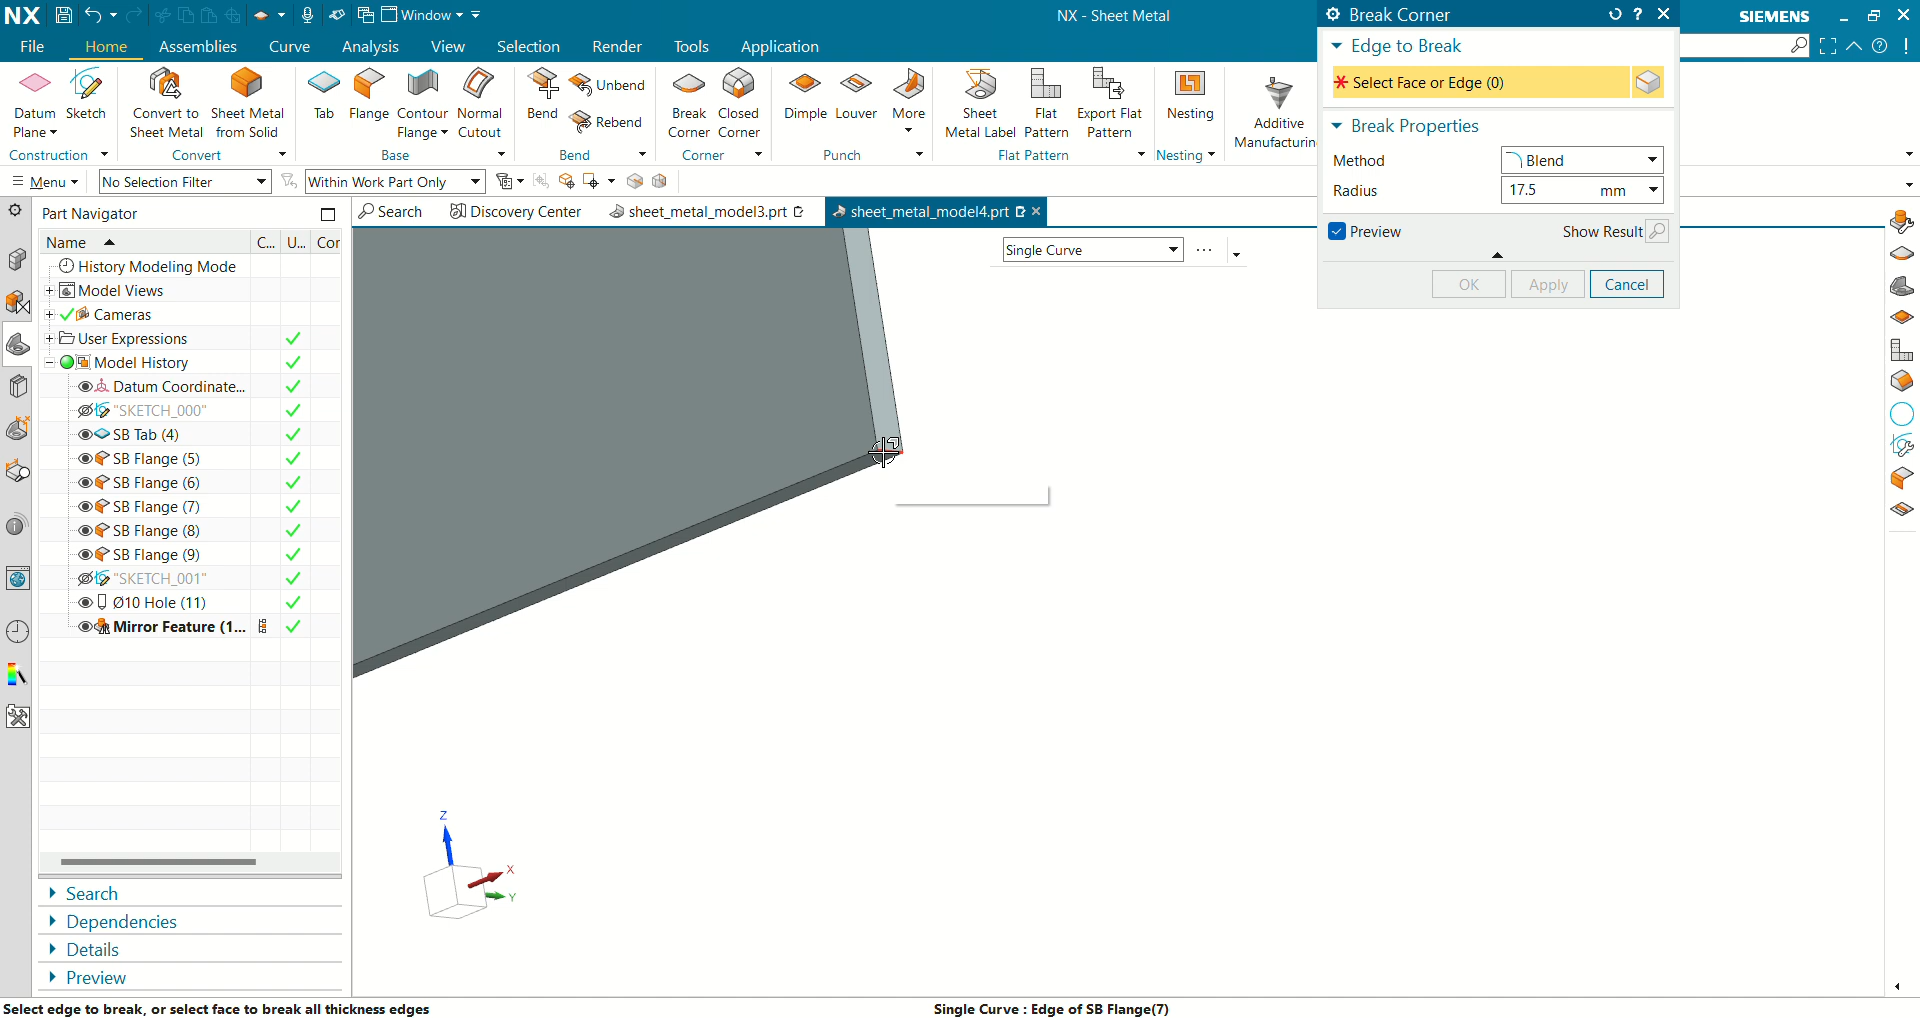 NX Window NX - Sheet Metal Break Corner SIEMENS
File Home Assemblies Curve Analysis View Selection Render Tools Application
Edge to Break
* Select Face or Edge (0)
Break Properties
Method Blend
Radius 17.5 mm
Preview Show Result
OK Apply Cancel
Datum Plane Sketch
Convert to Sheet Metal
Sheet Metal from Solid
Tab Flange Contour Flange Normal Cutout
Bend Unbend Rebend
Break Corner Closed Corner
Dimple Louver More
Sheet Metal Label Flat Pattern Export Flat Pattern
Nesting
Additive Manufacturin
Construction Convert Base Bend Corner Punch Flat Pattern Nesting
Menu No Selection Filter Within Work Part Only
Part Navigator
Search Discovery Center sheet_metal_model3.prt sheet_metal_model4.prt
Name C... U... Cor
Single Curve
History Modeling Mode
Model Views
Cameras
User Expressions
Model History
Datum Coordinate...
"SKETCH_000"
SB Tab (4)
SB Flange (5)
SB Flange (6)
SB Flange (7)
SB Flange (8)
SB Flange (9)
"SKETCH_001"
Ø10 Hole (11)
Mirror Feature (1...
Z
X
Y
Search
Dependencies
Details
Preview
Select edge to break, or select face to break all thickness edges
Single Curve : Edge of SB Flange(7)